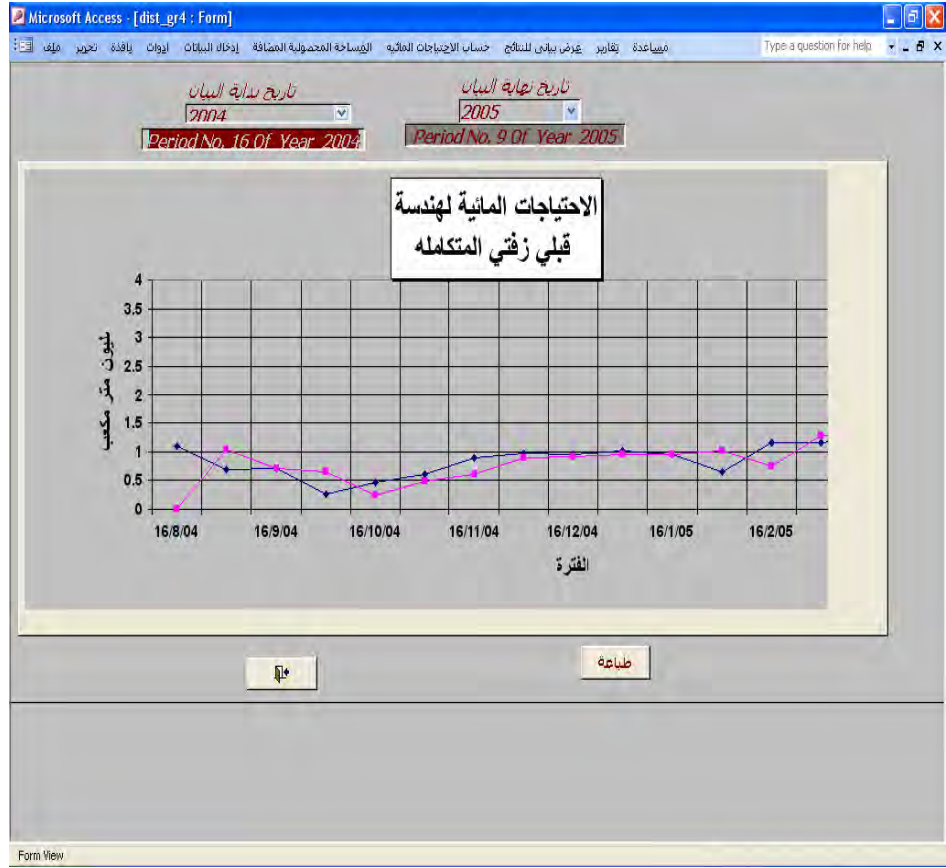 Microsoft Access - [dist_gr4 : Form]
ملف تحرير نافذة ادوات إدخال البيانات المساحة المحصولية المضافة حساب الاحتياجات المائيه عرض بيانى للنتائج تقارير مساعدة Type a question for help
تاريخ بداية البيان
تاريخ نهاية البيان
2004
2005
Period No. 16 Of Year 2004
Period No. 9 Of Year 2005
الاحتياجات المائية لهندسة
قبلي زفتي المتكامله
4
3.5
3
2.5
2
1.5
1
0.5
0
مليون متر مكعب
16/8/04 16/9/04 16/10/04 16/11/04 16/12/04 16/1/05 16/2/05
الفترة
طباعة
Form View